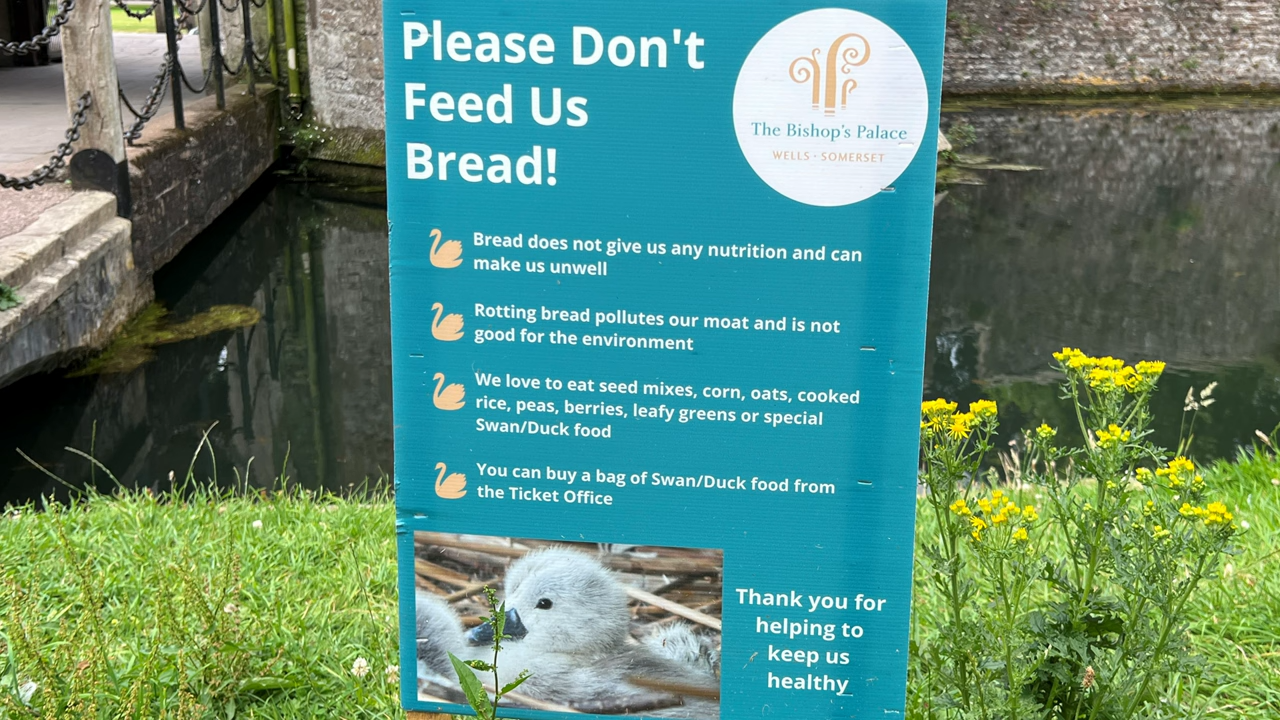 Please Don't
Feed Us
Bread!
The Bishop's Palace
WELLS · SOMERSET
Bread does not give us any nutrition and can
make us unwell
Rotting bread pollutes our moat and is not
good for the environment
We love to eat seed mixes, corn, oats, cooked
rice, peas, berries, leafy greens or special
Swan/Duck food
You can buy a bag of Swan/Duck food from
the Ticket Office
Thank you for
helping to
keep us
healthy